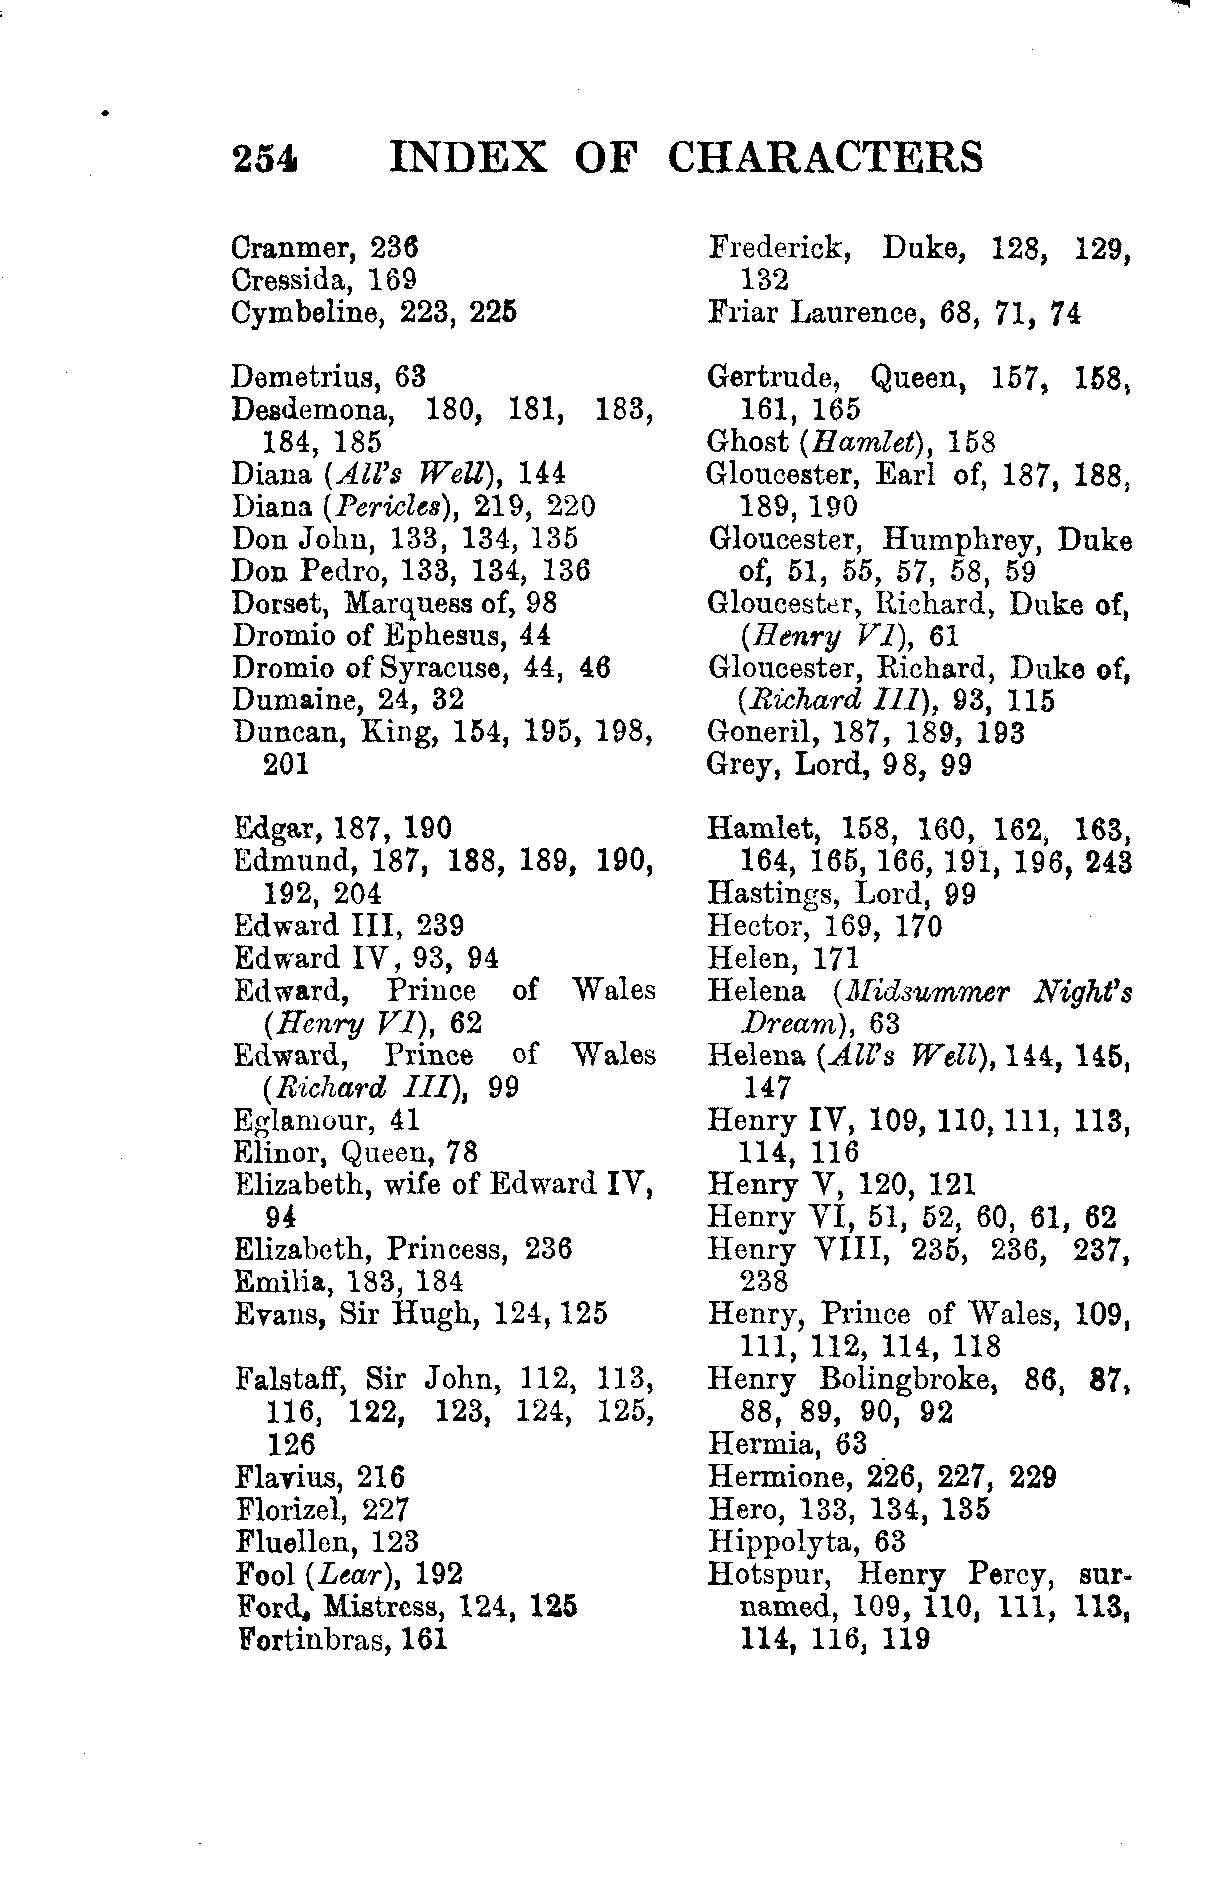 254 INDEX OF CHARACTERS
Cranmer, 236
Cressida, 169
Cymbeline, 223, 225
Demetrius, 63
Desdemona, 180, 181, 183,
184, 185
Diana (All's Well), 144
Diana (Pericles), 219, 220
Don John, 133, 134, 135
Don Pedro, 133, 134, 136
Dorset, Marquess of, 98
Dromio of Ephesus, 44
Dromio of Syracuse, 44, 46
Dumaine, 24, 32
Duncan, King, 154, 195, 198,
201
Edgar, 187, 190
Edmund, 187, 188, 189, 190,
192, 204
Edward III, 239
Edward IV, 93, 94
Edward, Prince of Wales
(Henry VI), 62
Edward, Prince of Wales
(Richard III), 99
Eglamour, 41
Elinor, Queen, 78
Elizabeth, wife of Edward IV,
94
Elizabeth, Princess, 236
Emilia, 183, 184
Evans, Sir Hugh, 124, 125
Falstaff, Sir John, 112, 113,
116, 122, 123, 124, 125,
126
Flavius, 216
Florizel, 227
Fluellen, 123
Fool (Lear), 192
Ford, Mistress, 124, 125
Fortinbras, 161
Frederick, Duke, 128, 129,
132
Friar Laurence, 68, 71, 74
Gertrude, Queen, 157, 158,
161, 165
Ghost (Hamlet), 158
Gloucester, Earl of, 187, 188,
189, 190
Gloucester, Humphrey, Duke
of, 51, 55, 57, 58, 59
Gloucester, Richard, Duke of,
(Henry VI), 61
Gloucester, Richard, Duke of,
(Richard III), 93, 115
Goneril, 187, 189, 193
Grey, Lord, 98, 99
Hamlet, 158, 160, 162, 163,
164, 165, 166, 191, 196, 243
Hastings, Lord, 99
Hector, 169, 170
Helen, 171
Helena (Midsummer Night's
Dream), 63
Helena (All's Well), 144, 145,
147
Henry IV, 109, 110, 111, 113,
114, 116
Henry V, 120, 121
Henry VI, 51, 52, 60, 61, 62
Henry VIII, 235, 236, 237,
238
Henry, Prince of Wales, 109,
111, 112, 114, 118
Henry Bolingbroke, 86, 87,
88, 89, 90, 92
Hermia, 63
Hermione, 226, 227, 229
Hero, 133, 134, 135
Hippolyta, 63
Hotspur, Henry Percy, sur-
named, 109, 110, 111, 113,
114, 116, 119